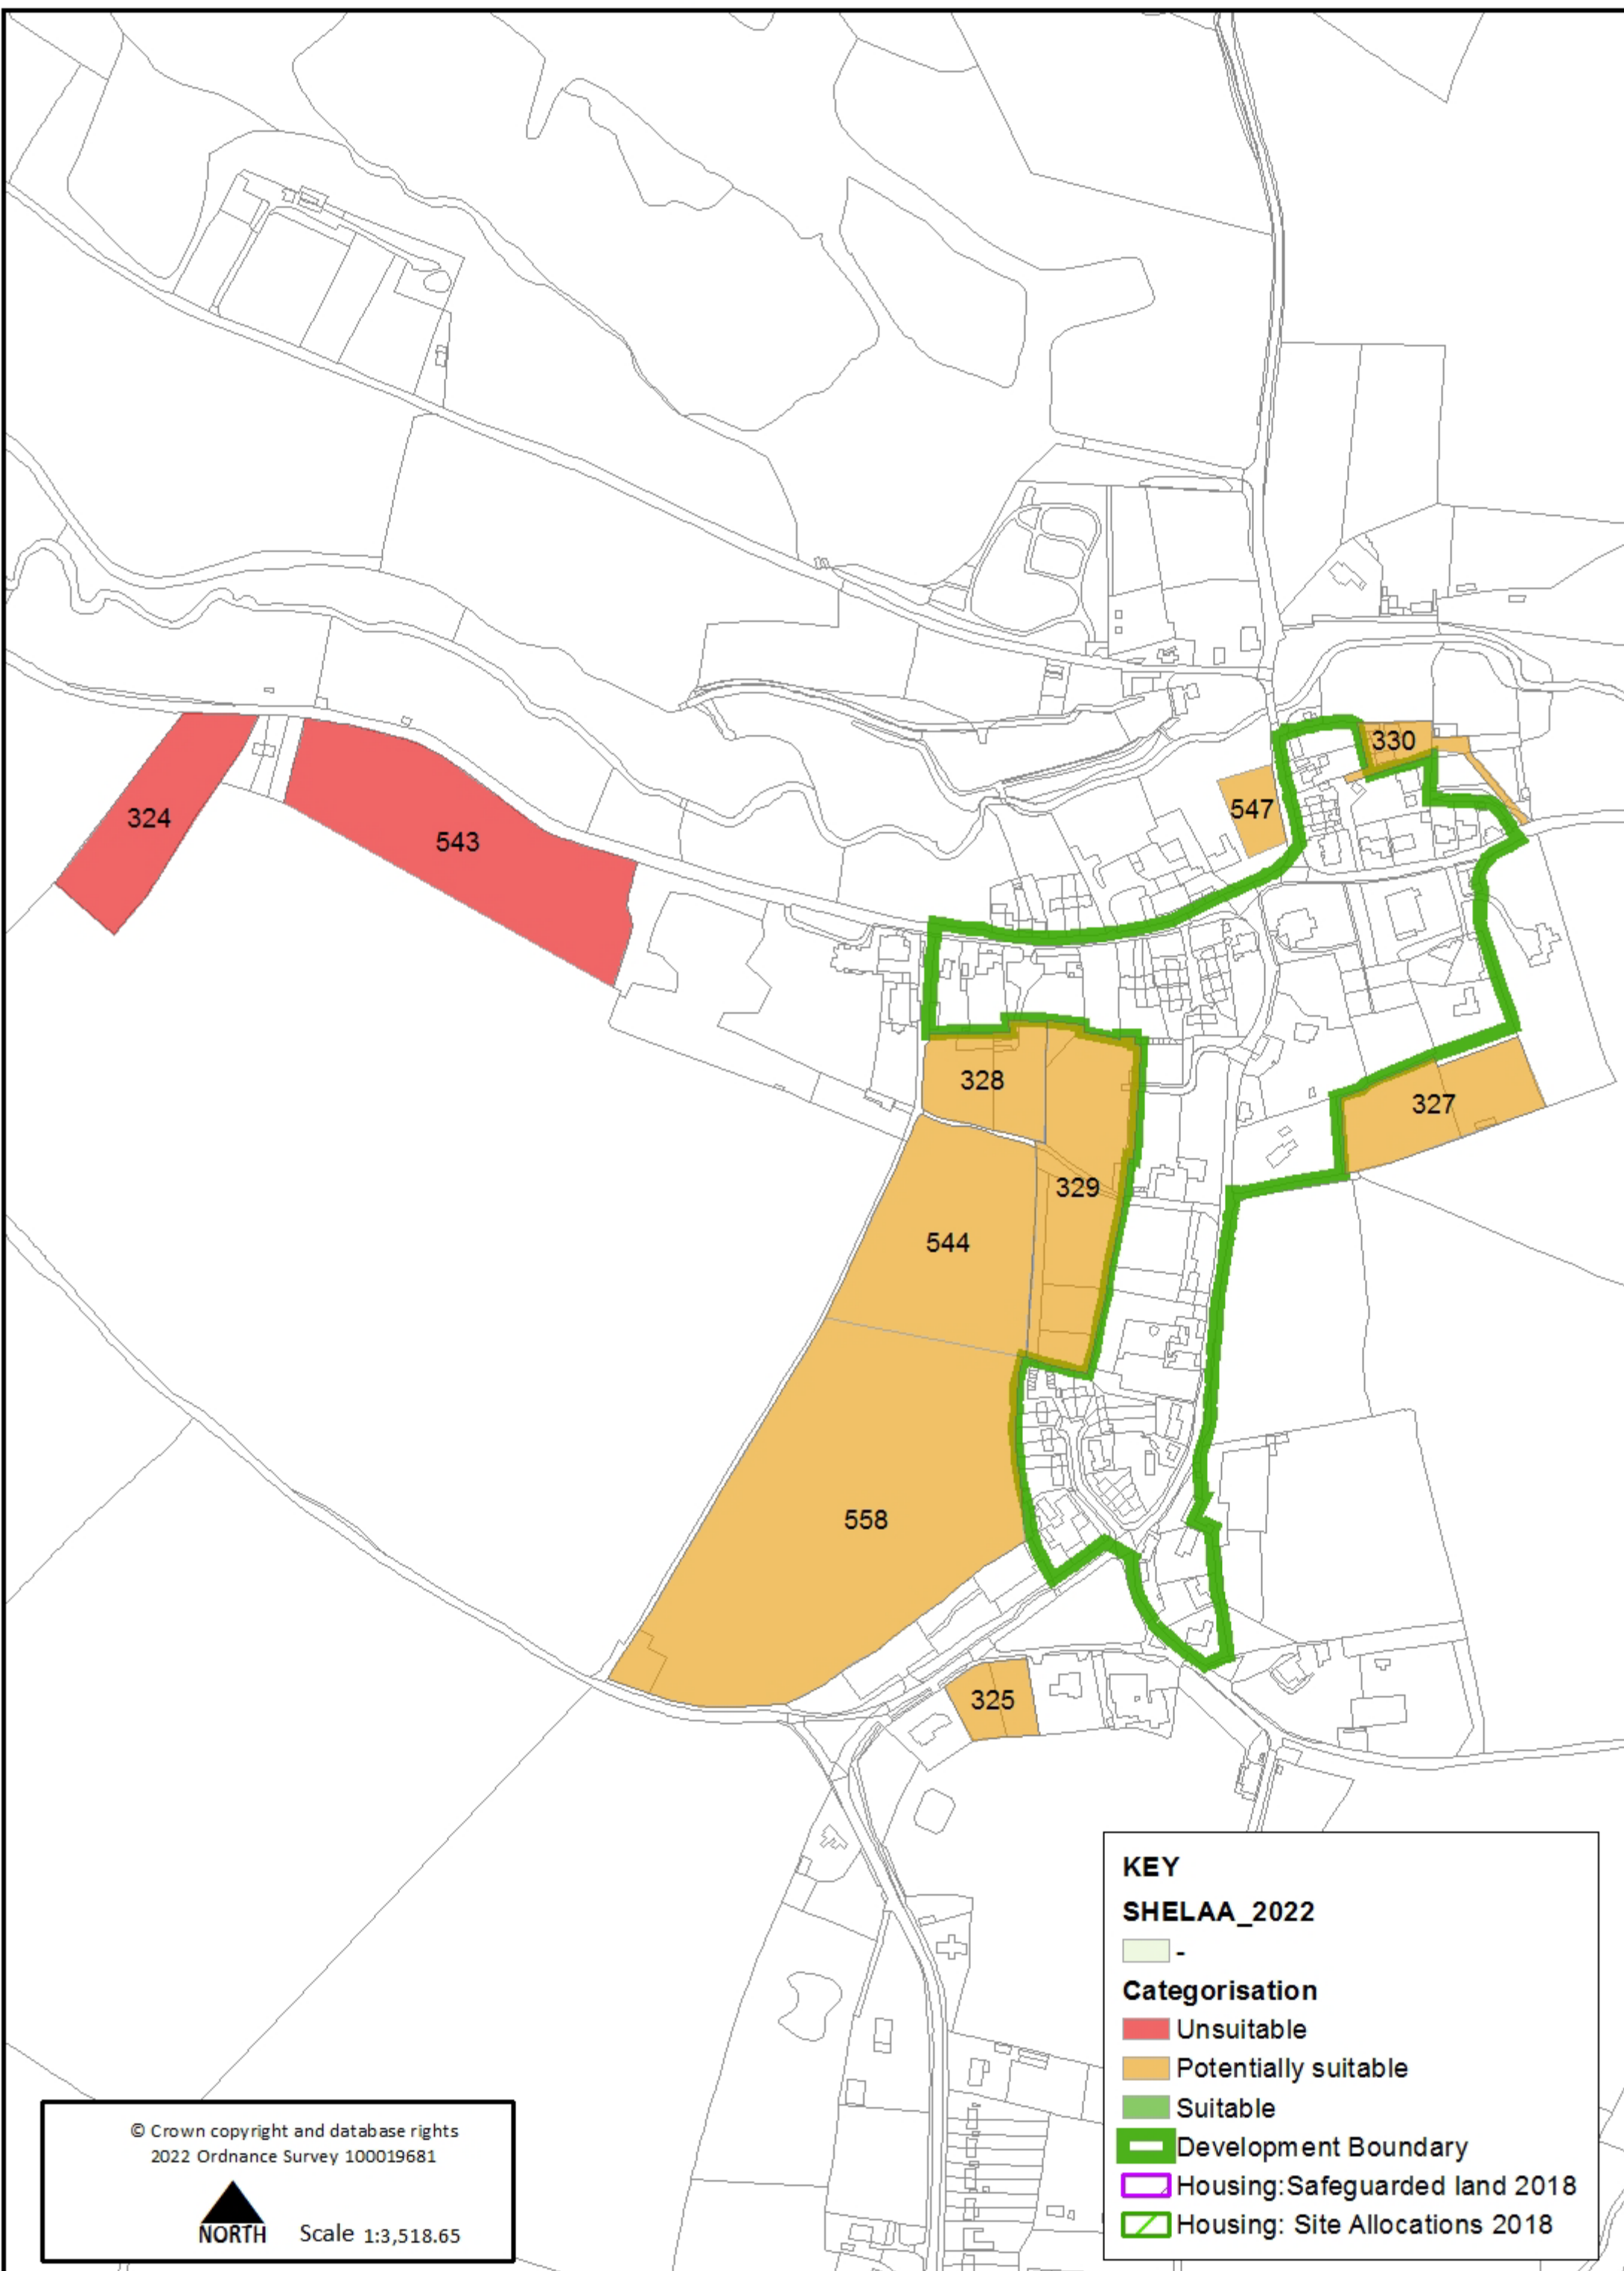 330
547
324
543
328
327
329
544
558
325
KEY
SHELAA_2022
-
Categorisation
Unsuitable
Potentially suitable
Suitable
Development Boundary
Housing:Safeguarded land 2018
Housing: Site Allocations 2018
© Crown copyright and database rights
2022 Ordnance Survey 100019681
NORTH Scale 1:3,518.65